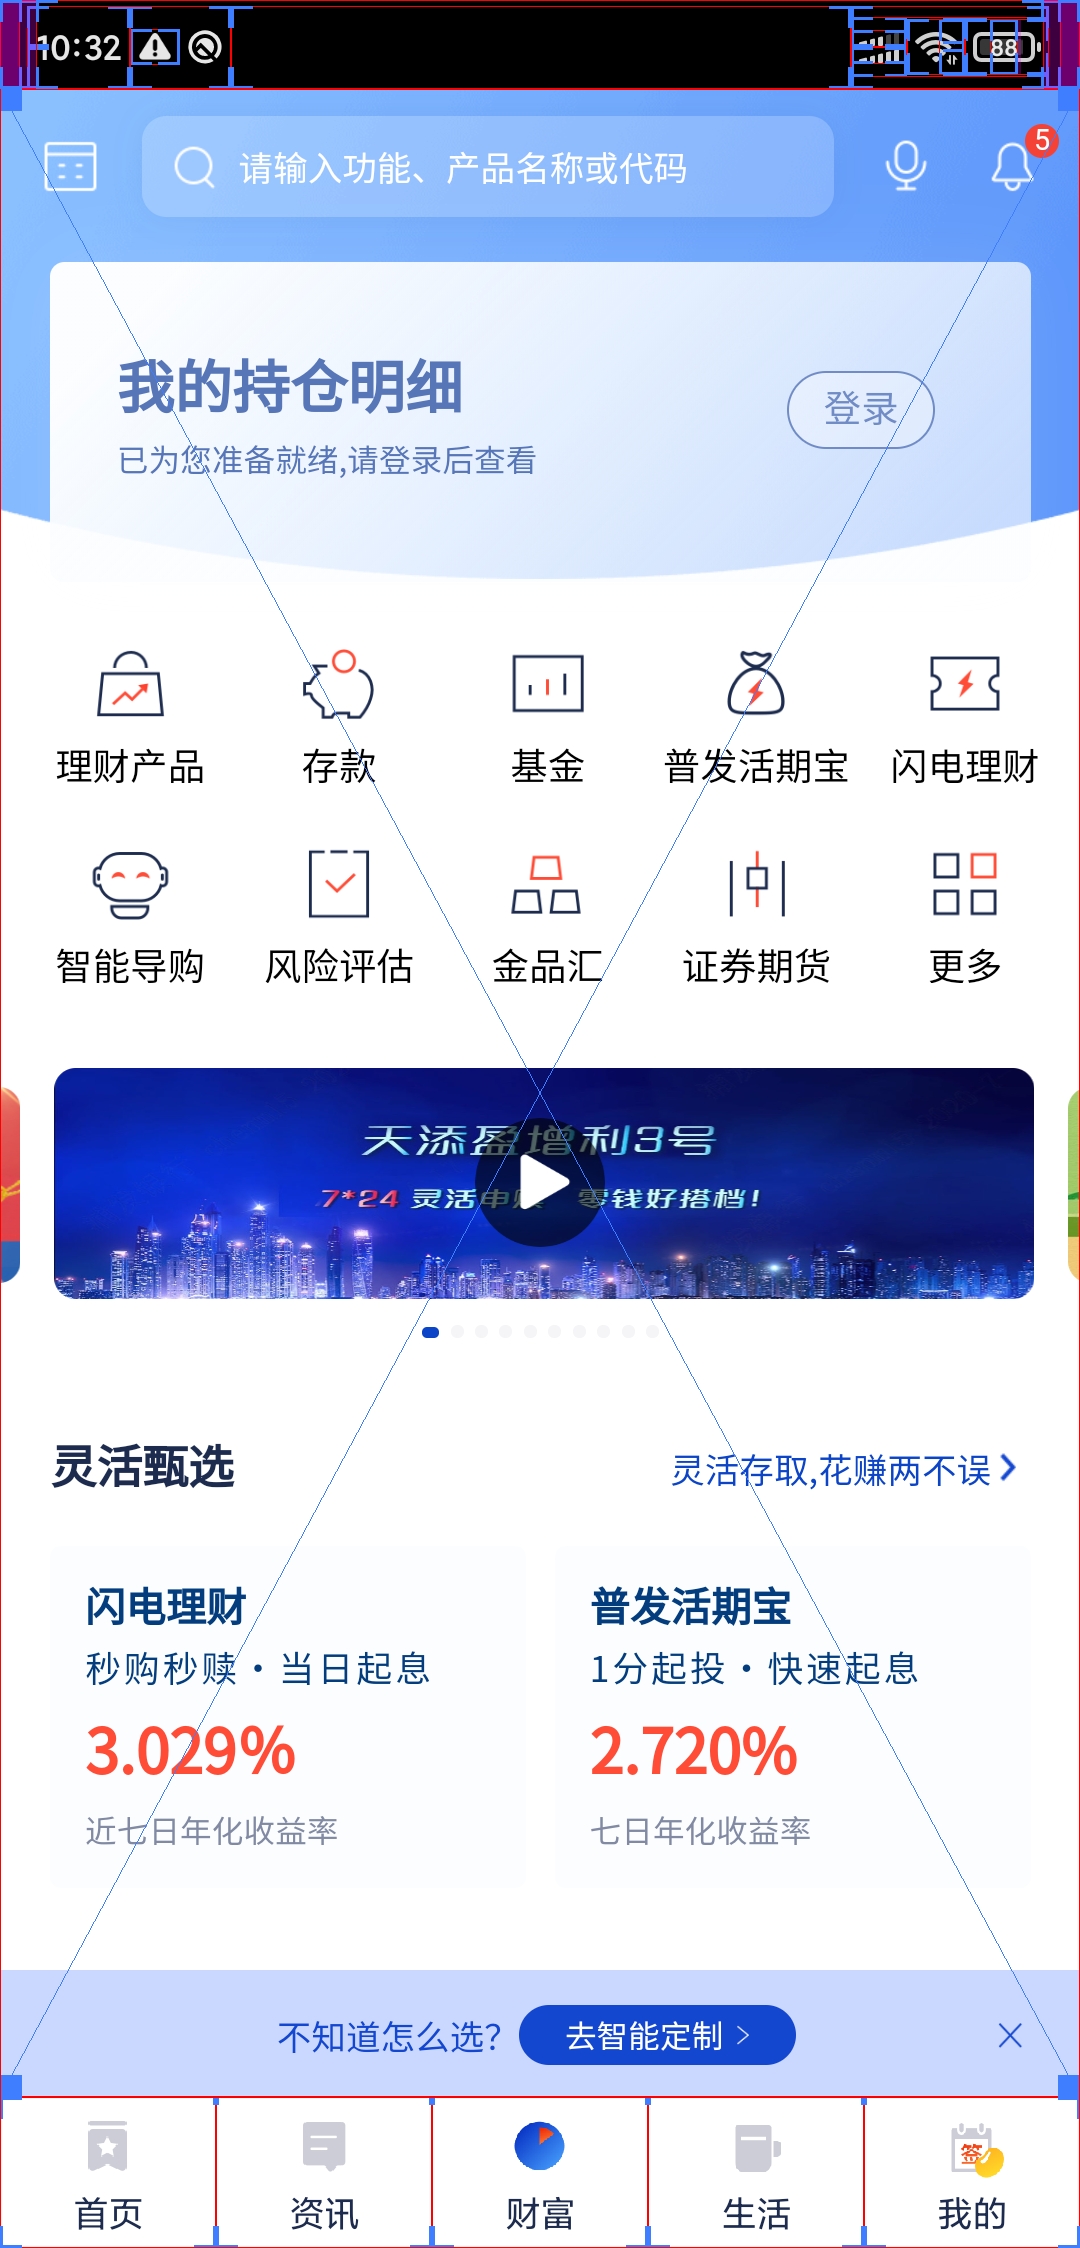 10:32
88
请输入功能、产品名称或代码
5
我的持仓明细
登录
已为您准备就绪,请登录后查看
理财产品
存款
基金
普发活期宝
闪电理财
智能导购
风险评估
金品汇
证券期货
更多
天添盈增利3号
7*24 灵活申购 零钱好搭档!
灵活甄选
灵活存取,花赚两不误
闪电理财
秒购秒赎·当日起息
3.029%
近七日年化收益率
普发活期宝
1分起投·快速起息
2.720%
七日年化收益率
不知道怎么选?
去智能定制
首页
资讯
财富
生活
签
我的